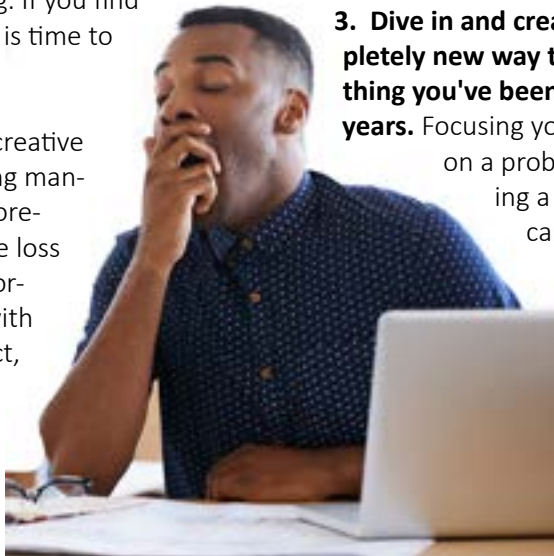 g. If you find
is time to
creative
ng man-
ore-
e loss
or-
with
ct,
3. Dive in and crea
pletely new way t
thing you've been
years. Focusing yo
on a prob
ing a
ca